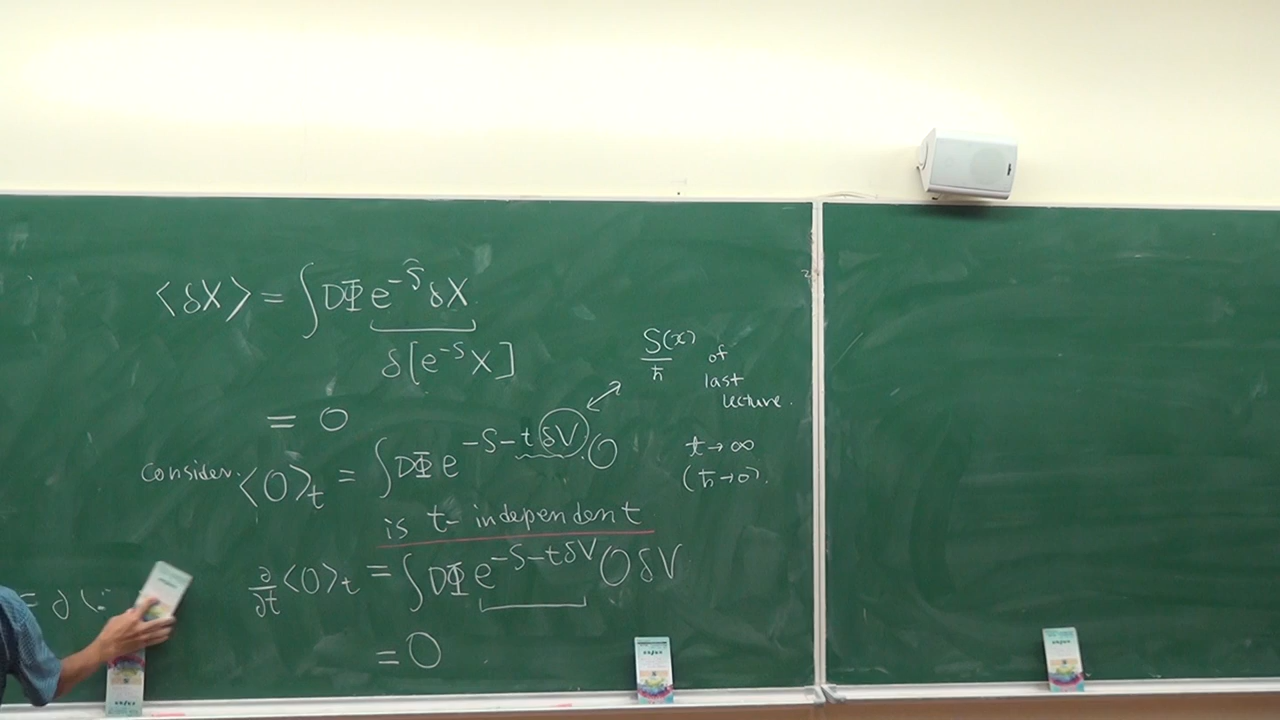 ⟨δX⟩ = ∫DΦ e^{-S} δX
δ[e^{-S} X]
= 0
S(x)/ħ of
last
lecture.
Consider. ⟨O⟩_t = ∫DΦ e^{-S-tδV} O
t→∞
(ħ→0).
is t-independent
∂/∂t ⟨O⟩_t = ∫DΦ e^{-S-tδV} O δV
= 0